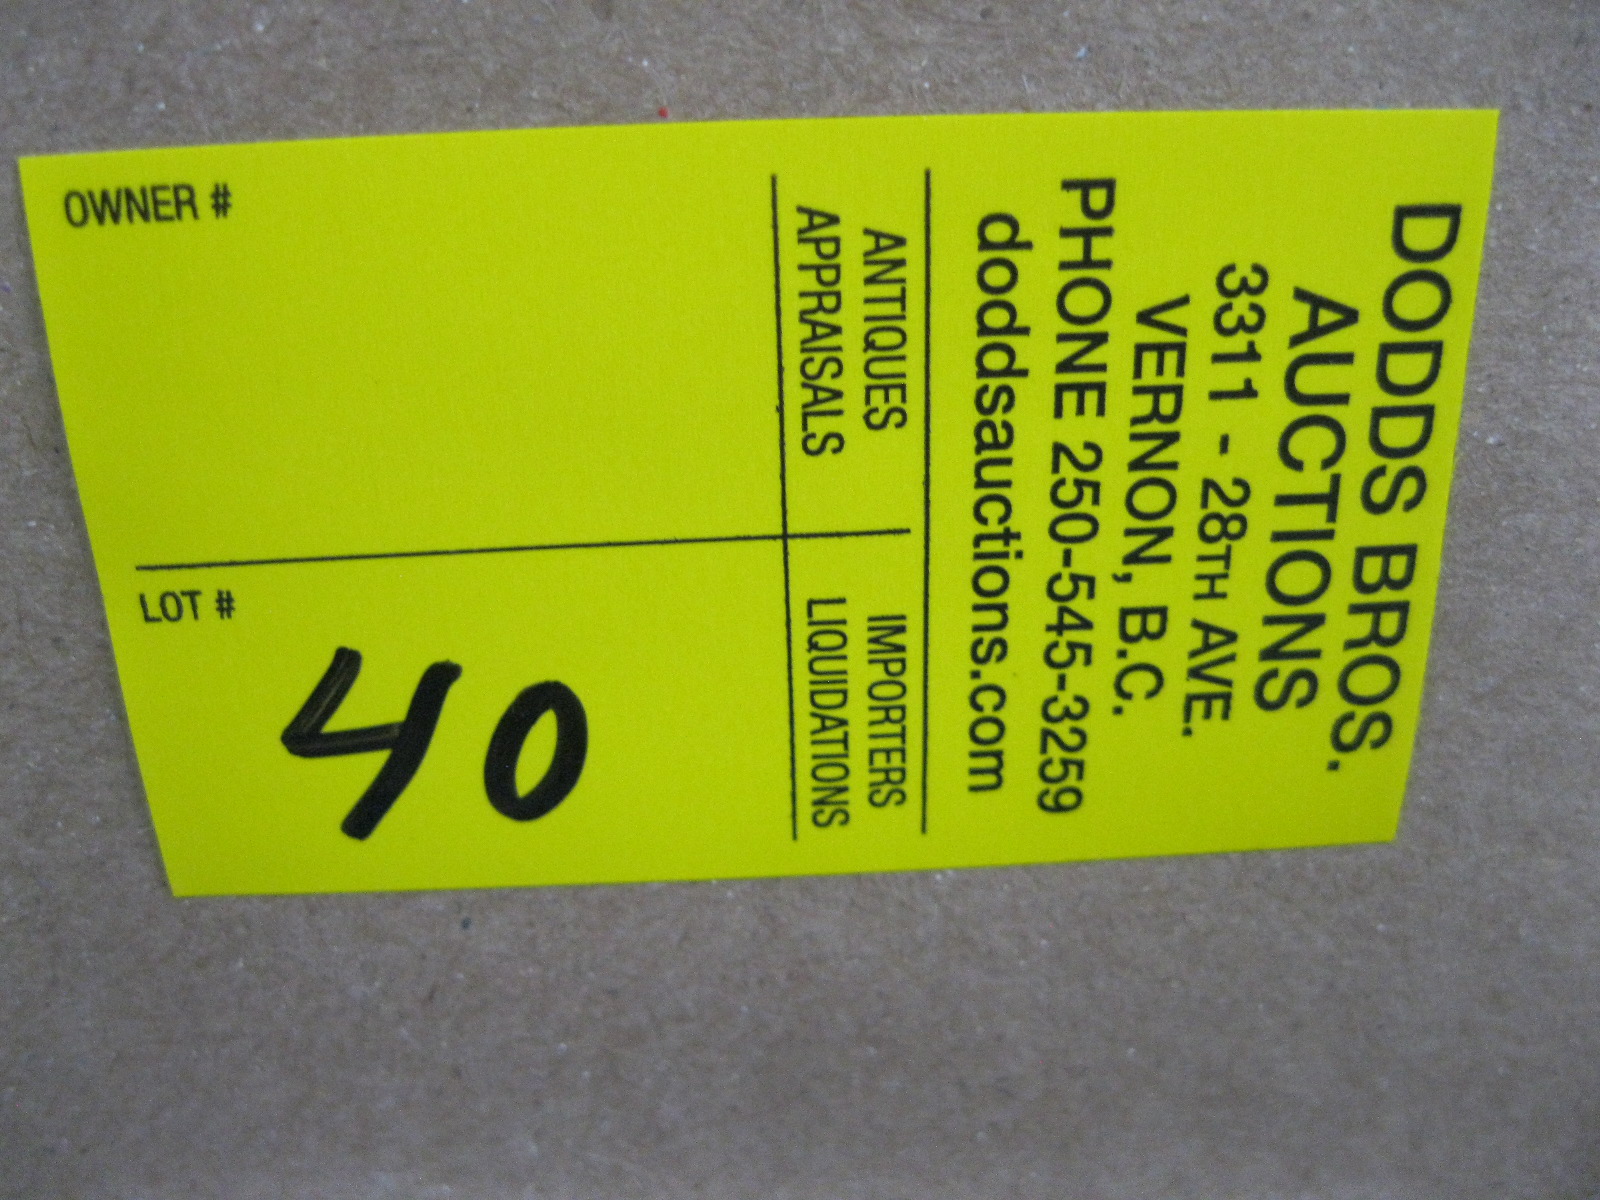 DODDS BROS.
AUCTIONS
3311 - 28TH AVE.
VERNON, B.C.
PHONE 250-545-3259
doddsauctions.com
ANTIQUES
APPRAISALS
IMPORTERS
LIQUIDATIONS
OWNER #
LOT #
40